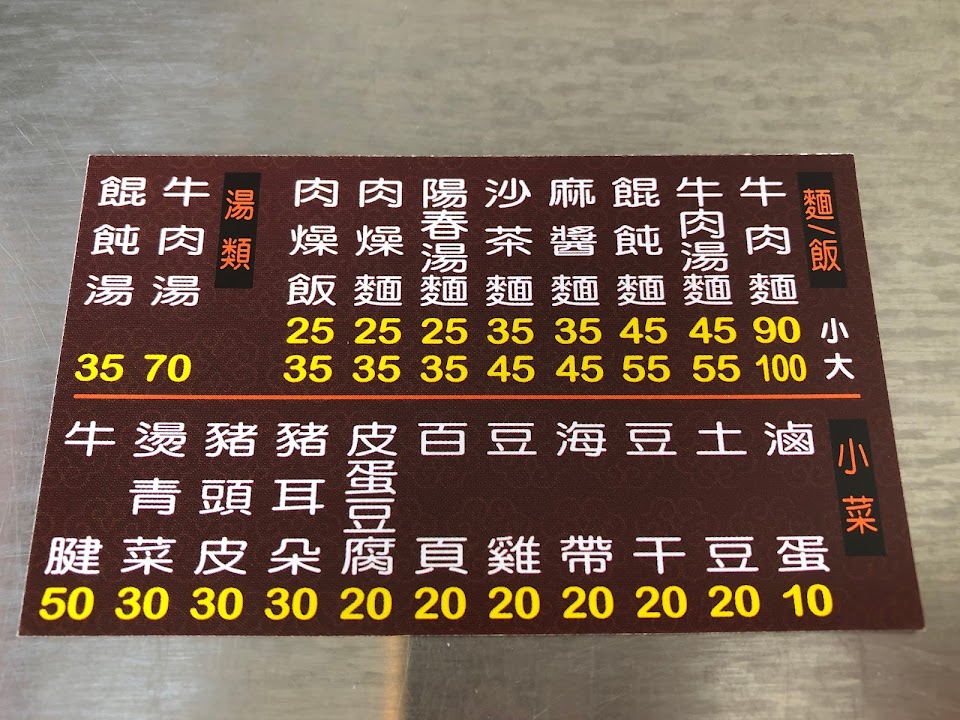 麵/飯
小
大
牛肉麵 90 100
牛肉湯麵 45 55
餛飩麵 45 55
麻醬麵 35 45
沙茶麵 35 45
陽春湯麵 25 35
肉燥麵 25 35
肉燥飯 25 35
湯類
牛肉湯 70
餛飩湯 35
小菜
滷蛋 10
土豆 20
豆干 20
海帶 20
豆雞 20
百頁 20
皮蛋豆腐 20
豬耳朵 30
豬頭皮 30
燙青菜 30
牛腱 50